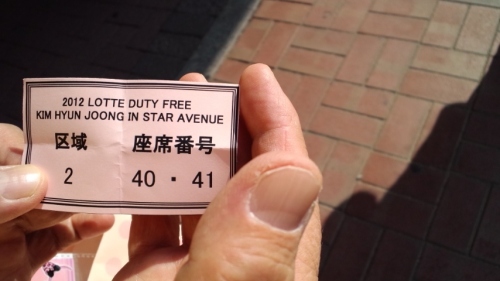 2012 LOTTE DUTY FREE
KIM HYUN JOONG IN STAR AVENUE
区域 座席番号
2 40 · 41